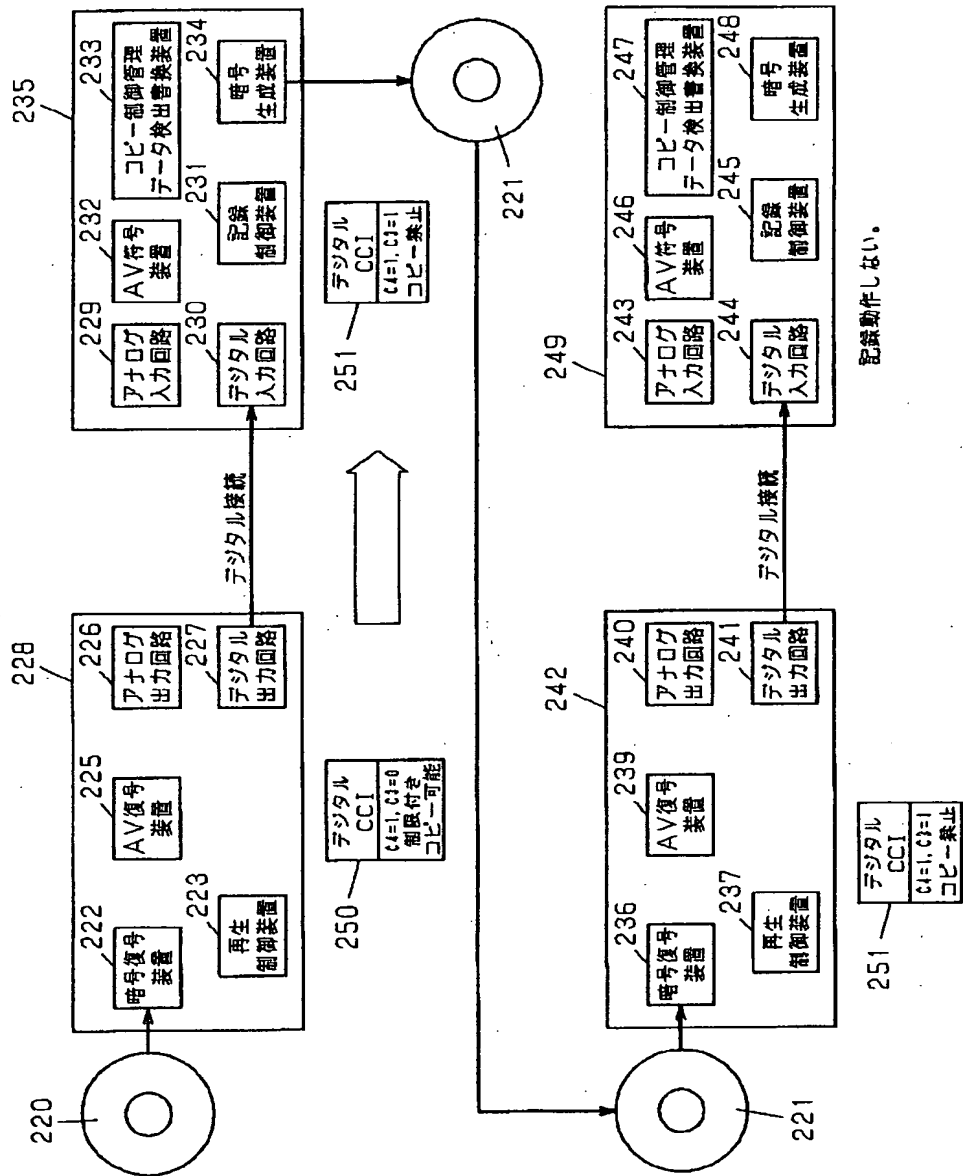 228
222
暗号復号
装置
225
AV復号
装置
226
アナログ
出力回路
223
再生
制御装置
227
デジタル
出力回路
220
デジタル接続
235
229
アナログ
入力回路
232
AV符号
装置
233
コピー制御管理
データ検出書換装置
230
デジタル
入力回路
231
記録
制御装置
234
暗号
生成装置
250
デジタル
CCI
C4=1,C3=0
制限付き
コピー可能
251
デジタル
CCI
C4=1,C3=1
コピー禁止
221
242
236
暗号復号
装置
239
AV復号
装置
240
アナログ
出力回路
237
再生
制御装置
241
デジタル
出力回路
221
デジタル接続
249
243
アナログ
入力回路
246
AV符号
装置
247
コピー制御管理
データ検出書換装置
244
デジタル
入力回路
245
記録
制御装置
248
暗号
生成装置
251
デジタル
CCI
C4=1,C3=1
コピー禁止
記録動作しない。